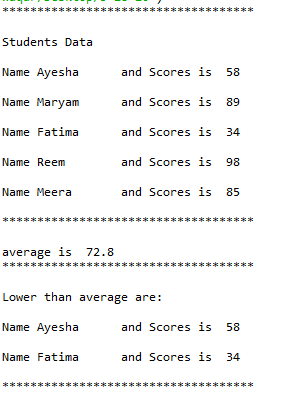 ***********************************
Students Data
Name Ayesha      and Scores is  58
Name Maryam      and Scores is  89
Name Fatima      and Scores is  34
Name Reem        and Scores is  98
Name Meera       and Scores is  85
***********************************
average is  72.8
***********************************
Lower than average are:
Name Ayesha      and Scores is  58
Name Fatima      and Scores is  34
***********************************